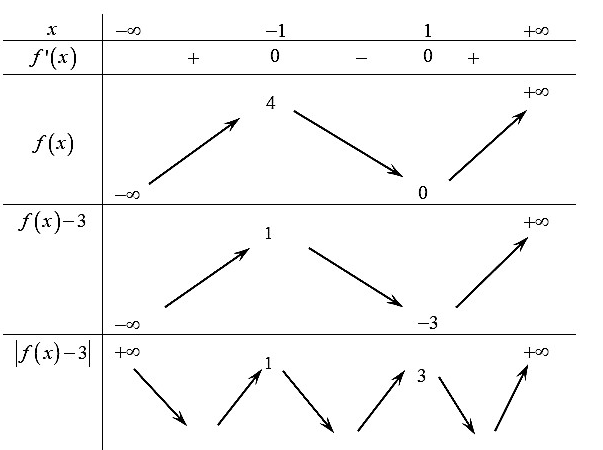 x −∞ −1 1 +∞
f'(x) + 0 − 0 +
f(x) −∞ 4 0 +∞
f(x)−3 −∞ 1 −3 +∞
|f(x)−3| +∞ 1 3 +∞